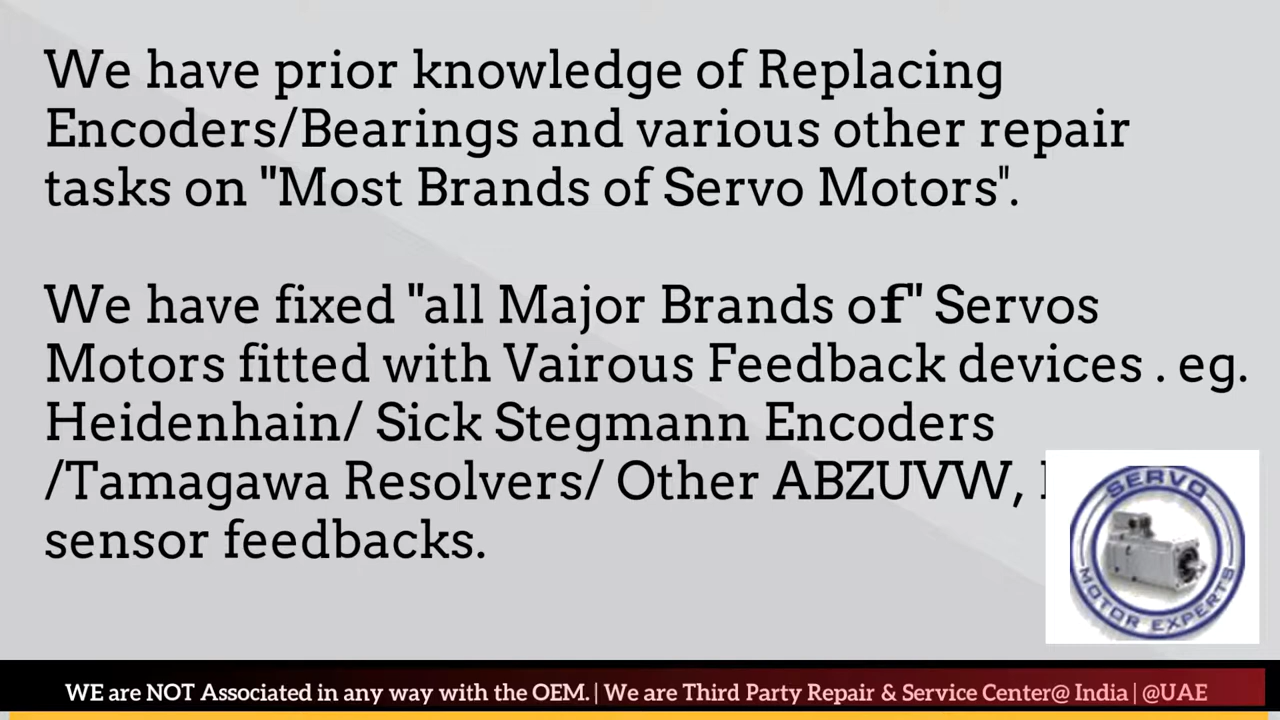 We have prior knowledge of Replacing
Encoders/Bearings and various other repair
tasks on "Most Brands of Servo Motors".
We have fixed "all Major Brands of" Servos
Motors fitted with Vairous Feedback devices . eg.
Heidenhain/ Sick Stegmann Encoders
/Tamagawa Resolvers/ Other ABZUVW,
sensor feedbacks.
SERVO
MOTOR EXPERTS
WE are NOT Associated in any way with the OEM. | We are Third Party Repair & Service Center@ India | @UAE